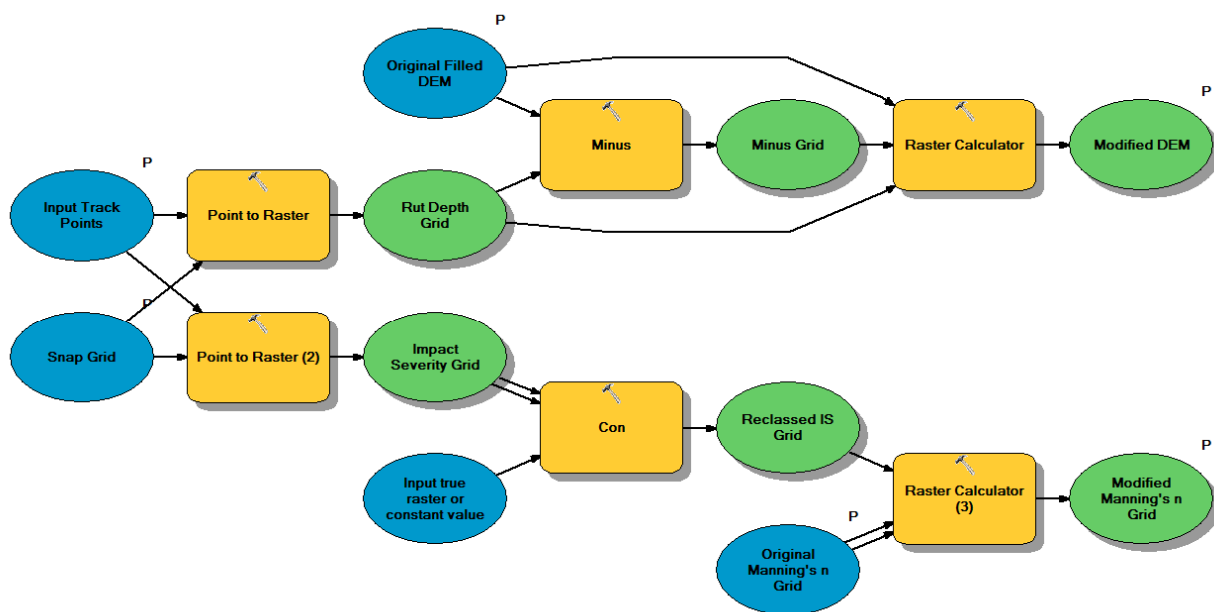 P
Original Filled
DEM
P
Minus
Minus Grid
Raster Calculator
Modified DEM
P
Input Track
Points
Point to Raster
Rut Depth
Grid
P
Snap Grid
Point to Raster (2)
Impact
Severity Grid
Con
Reclassed IS
Grid
P
Input true
raster or
constant value
Raster Calculator
(3)
Modified
Manning's n
Grid
P
Original
Manning's n
Grid